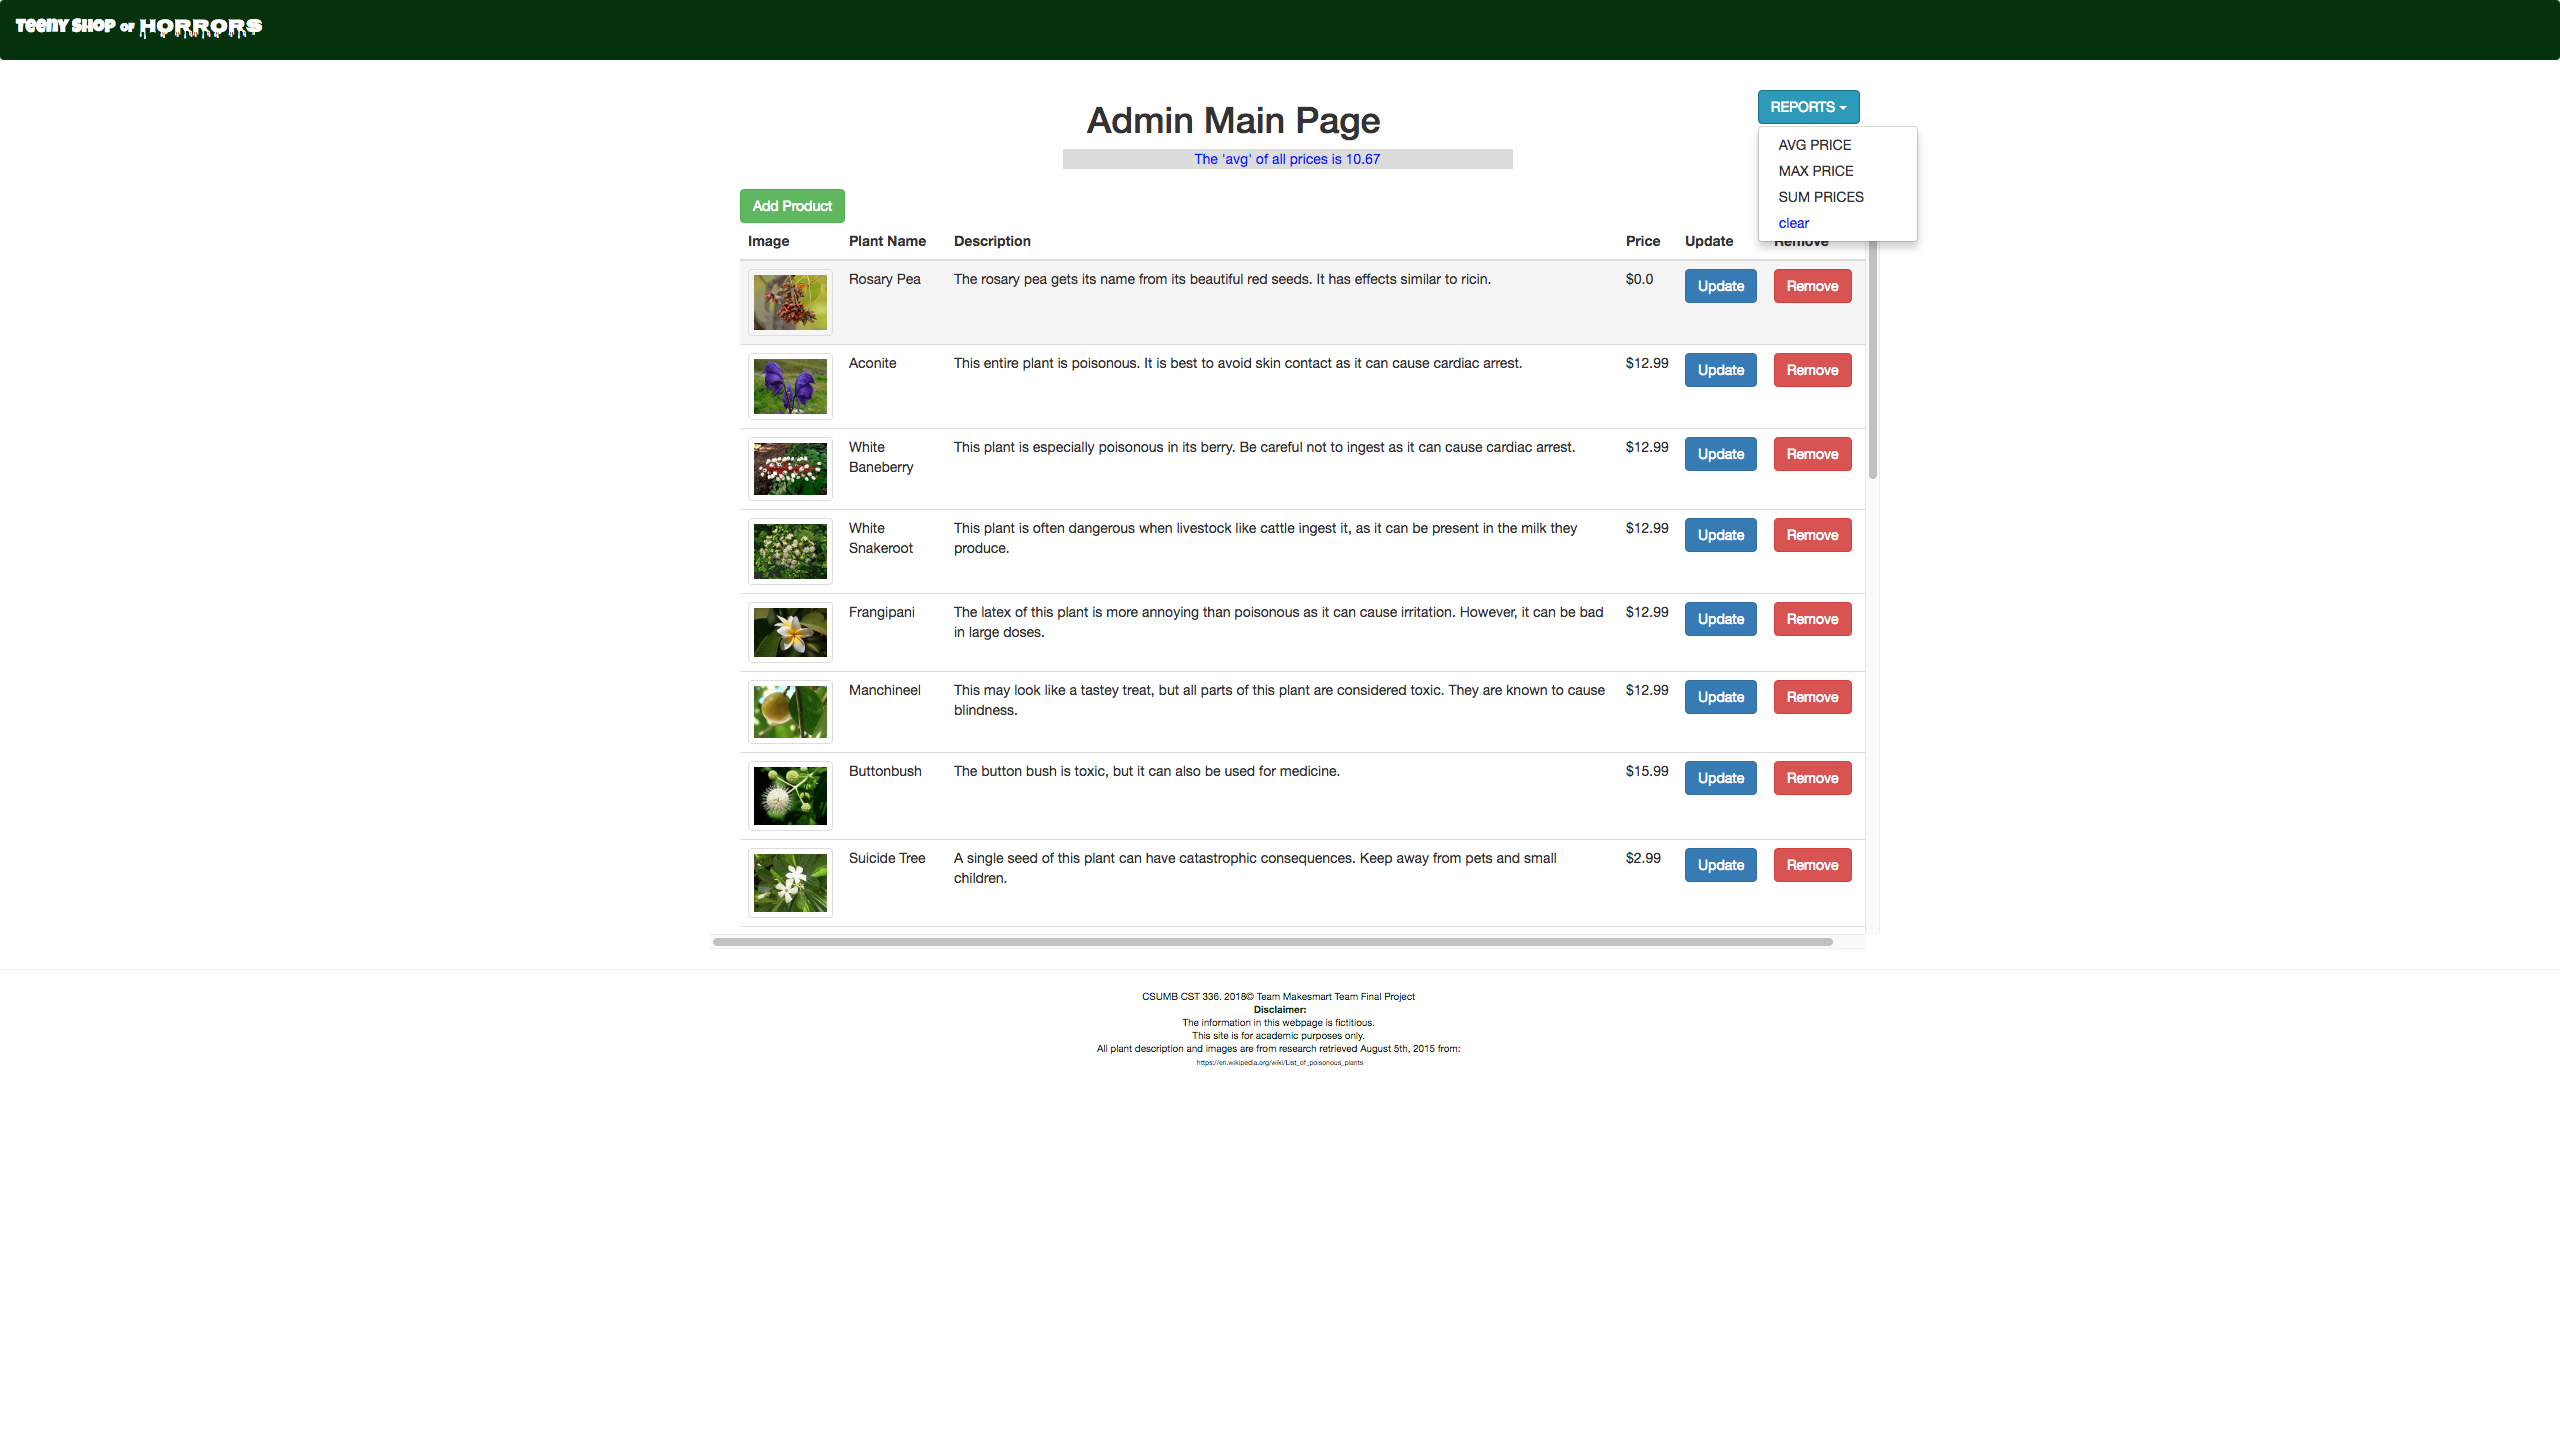 Teeny Shop of Horrors
REPORTS
Admin Main Page
AVG PRICE
The 'avg' of all prices is 10.67
MAX PRICE
SUM PRICES
clear
Add Product
Image Plant Name Description Price Update Remove
Rosary Pea The rosary pea gets its name from its beautiful red seeds. It has effects similar to ricin. $0.0 Update Remove
Aconite This entire plant is poisonous. It is best to avoid skin contact as it can cause cardiac arrest. $12.99 Update Remove
White This plant is especially poisonous in its berry. Be careful not to ingest as it can cause cardiac arrest. $12.99 Update Remove
Baneberry
White This plant is often dangerous when livestock like cattle ingest it, as it can be present in the milk they $12.99 Update Remove
Snakeroot produce.
Frangipani The latex of this plant is more annoying than poisonous as it can cause irritation. However, it can be bad $12.99 Update Remove
in large doses.
Manchineel This may look like a tastey treat, but all parts of this plant are considered toxic. They are known to cause $12.99 Update Remove
blindness.
Buttonbush The button bush is toxic, but it can also be used for medicine. $15.99 Update Remove
Suicide Tree A single seed of this plant can have catastrophic consequences. Keep away from pets and small $2.99 Update Remove
children.
CSUMB CST 336. 2018© Team Makesmart Team Final Project
Disclaimer:
The information in this webpage is fictitious.
This site is for academic purposes only.
All plant description and images are from research retrieved August 5th, 2015 from:
https://en.wikipedia.org/wiki/List_of_poisonous_plants